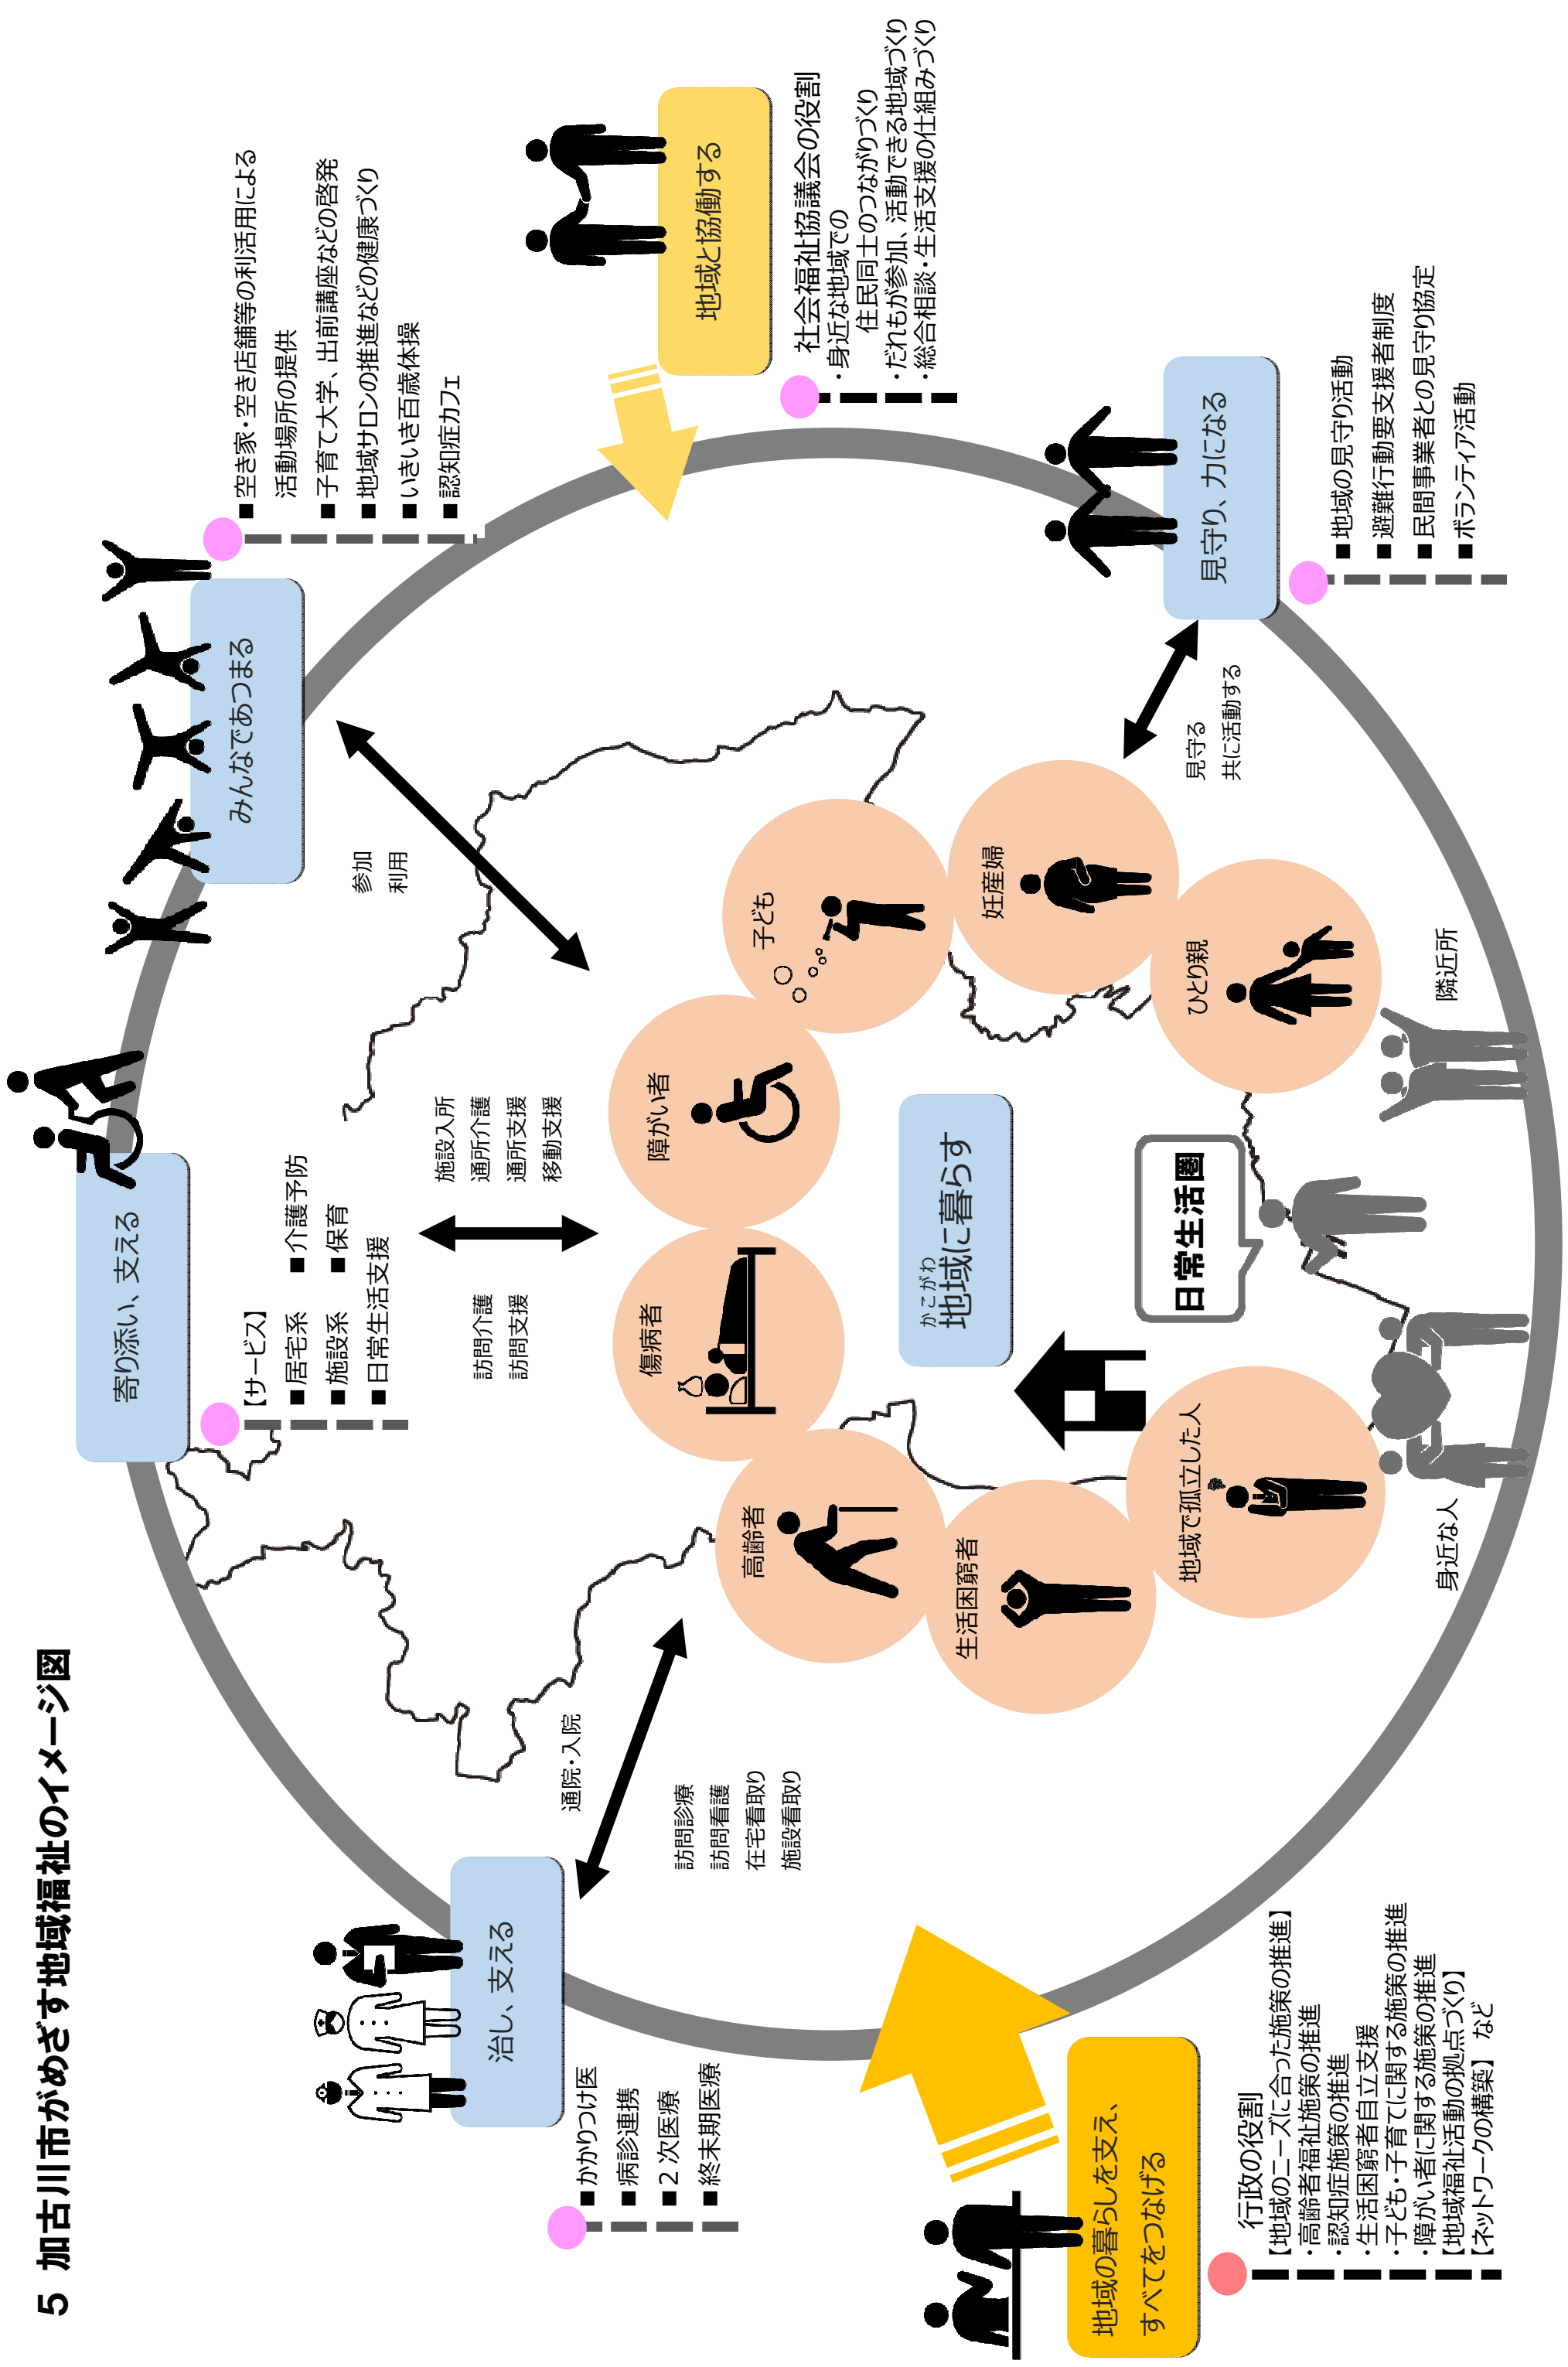 5 加古川市がめざす地域福祉のイメージ図
寄り添い、支える
【サービス】
■居宅系 ■介護予防
■施設系 ■保育
■日常生活支援
みんなであつまる
■空き家・空き店舗等の利活用による
活動場所の提供
■子育て大学、出前講座などの啓発
■地域サロンの推進などの健康づくり
■いきいき百歳体操
■認知症カフェ
治し、支える
■かかりつけ医
■病診連携
■2次医療
■終末期医療
通院・入院
訪問診療
訪問看護
在宅看取り
施設看取り
訪問介護
訪問支援
施設入所
通所介護
通所支援
移動支援
参加
利用
地域と協働する
社会福祉協議会の役割
・身近な地域での
住民同士のつながりづくり
・だれもが参加、活動できる地域づくり
・総合相談・生活支援の仕組みづくり
高齢者
傷病者
障がい者
子ども
生活困窮者
妊産婦
地域で孤立した人
ひとり親
かこがわ
地域に暮らす
日常生活圏
身近な人
隣近所
見守る
共に活動する
見守り、力になる
■地域の見守り活動
■避難行動要支援者制度
■民間事業者との見守り協定
■ボランティア活動
地域の暮らしを支え、
すべてをつなげる
行政の役割
【地域のニーズに合った施策の推進】
・高齢者福祉施策の推進
・認知症施策の推進
・生活困窮者自立支援
・子ども・子育てに関する施策の推進
・障がい者に関する施策の推進
【地域福祉活動の拠点づくり】
【ネットワークの構築】 など